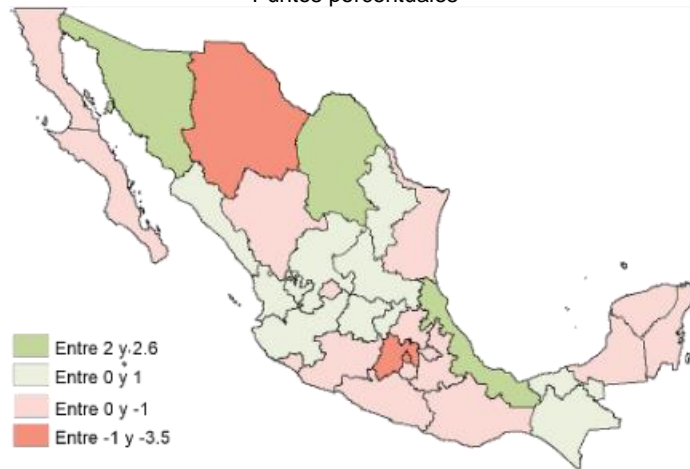 Puntos porcentuales
Entre 2 y 2.6
Entre 0 y 1
Entre 0 y -1
Entre -1 y -3.5